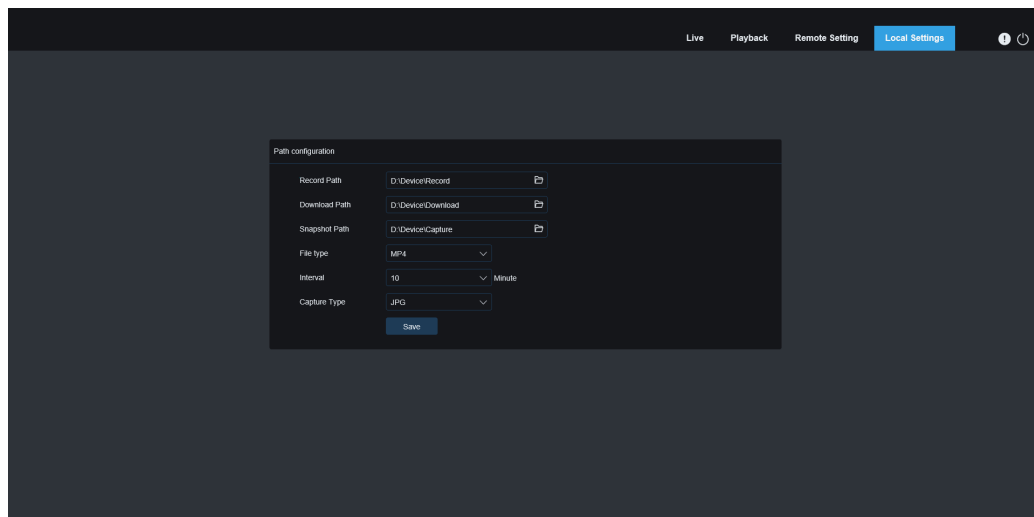 Live Playback Remote Setting Local Settings
Path configuration
Record Path D:\Device\Record
Download Path D:\Device\Download
Snapshot Path D:\Device\Capture
File type MP4
Interval 10 Minute
Capture Type JPG
Save